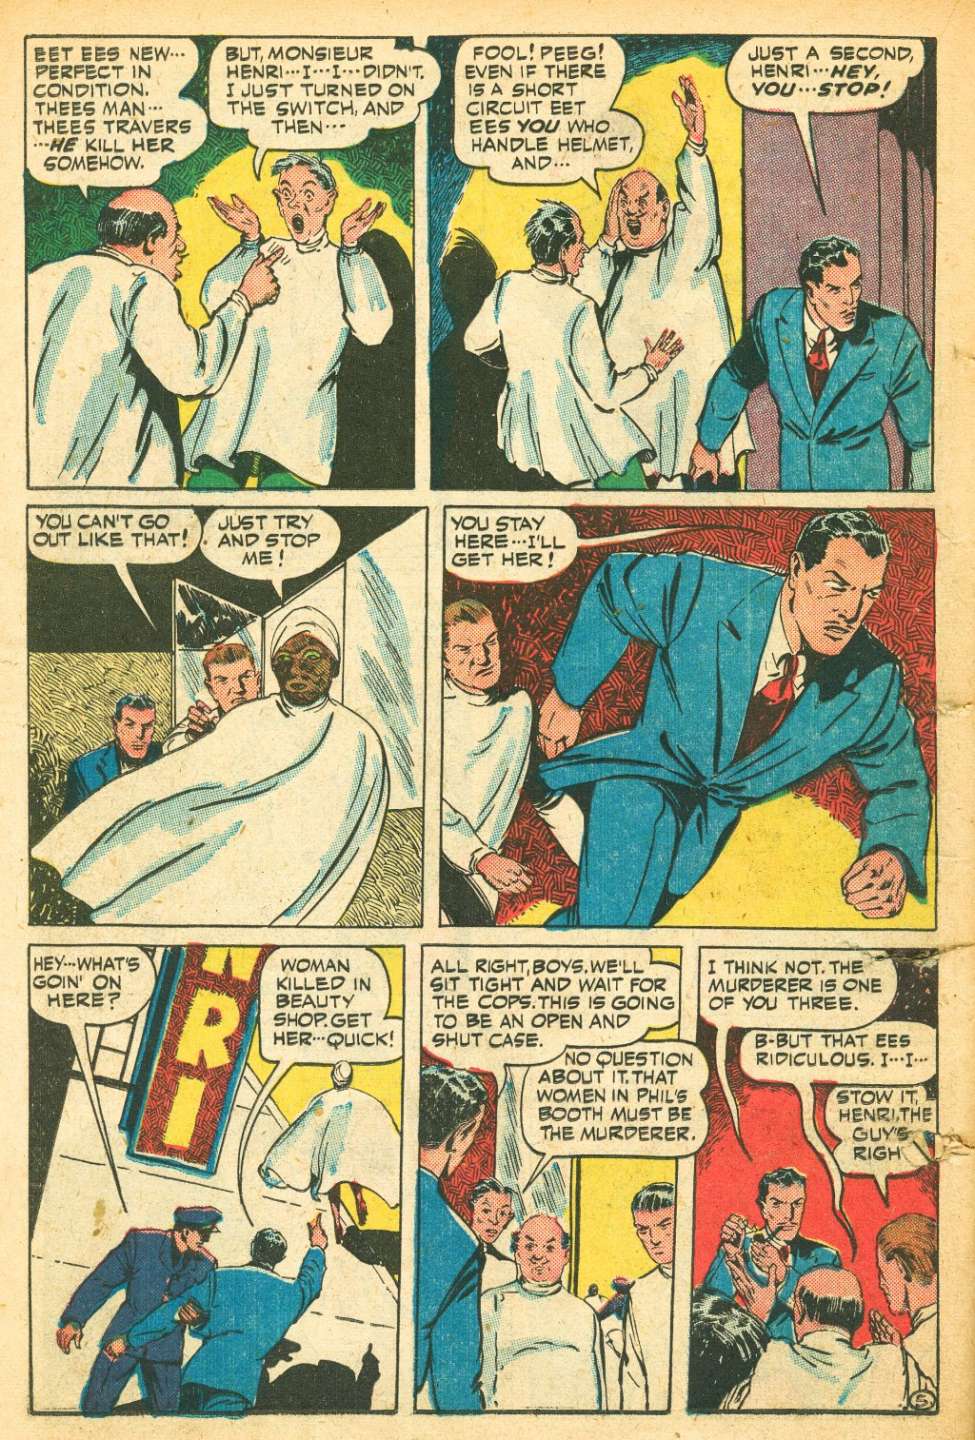 EET EES NEW---
PERFECT IN
CONDITION.
THEES MAN---
THEES TRAVERS
---HE KILL HER
SOMEHOW.
BUT, MONSIEUR
HENRI---I---I---DIDN'T.
I JUST TURNED ON
THE SWITCH, AND
THEN---
FOOL! PEEG!
EVEN IF THERE
IS A SHORT
CIRCUIT EET
EES YOU WHO
HANDLE HELMET,
AND---
JUST A SECOND,
HENRI---HEY,
YOU---STOP!
YOU CAN'T GO
OUT LIKE THAT!
JUST TRY
AND STOP
ME!
YOU STAY
HERE---I'LL
GET HER!
HEY---WHAT'S
GOIN' ON
HERE?
NRI
WOMAN
KILLED IN
BEAUTY
SHOP. GET
HER---QUICK!
ALL RIGHT, BOYS. WE'LL
SIT TIGHT AND WAIT FOR
THE COPS. THIS IS GOING
TO BE AN OPEN AND
SHUT CASE.
NO QUESTION
ABOUT IT. THAT
WOMEN IN PHIL'S
BOOTH MUST BE
THE MURDERER.
I THINK NOT. THE
MURDERER IS ONE
OF YOU THREE.
B-BUT THAT EES
RIDICULOUS. I---I---
STOW IT,
HENRI, THE
GUY'S
RIGH
5